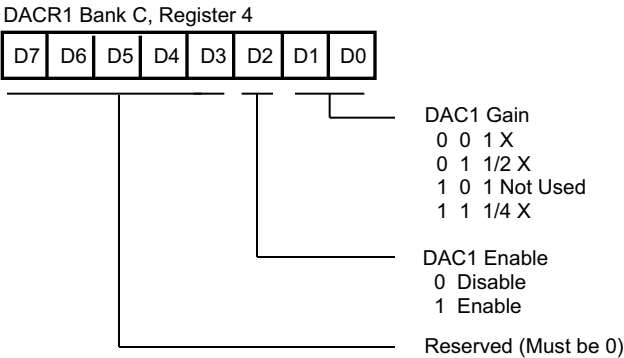 DACR1 Bank C, Register 4
D7 D6 D5 D4 D3 D2 D1 D0
DAC1 Gain
0 0 1 X
0 1 1/2 X
1 0 1 Not Used
1 1 1/4 X
DAC1 Enable
0 Disable
1 Enable
Reserved (Must be 0)